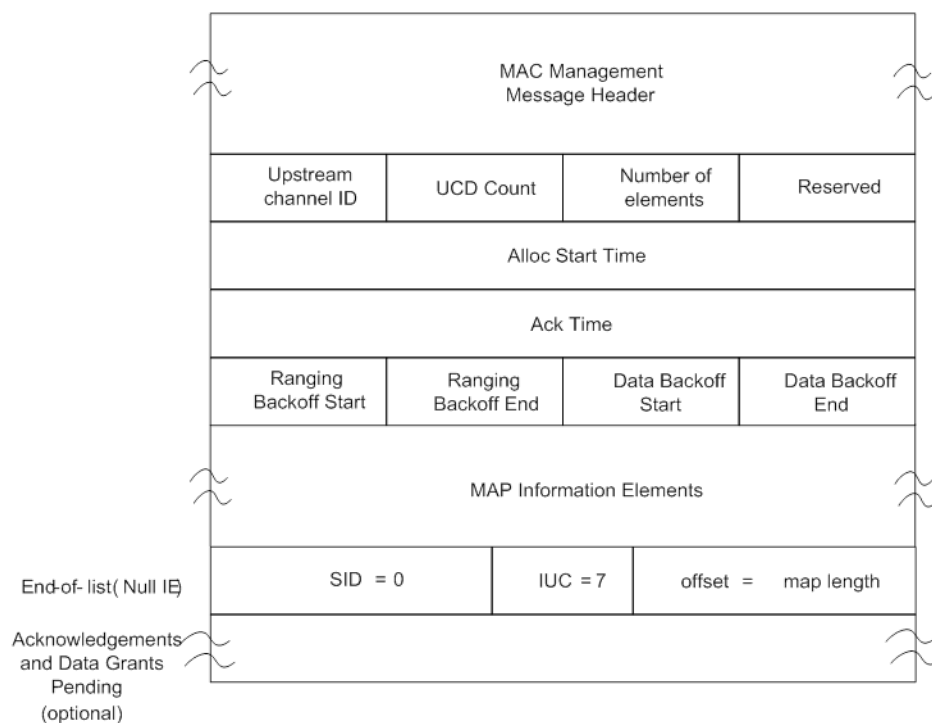 MAC Management
Message Header
Upstream
channel ID
UCD Count
Number of
elements
Reserved
Alloc Start Time
Ack Time
Ranging
Backoff Start
Ranging
Backoff End
Data Backoff
Start
Data Backoff
End
MAP Information Elements
End-of-list( Null IE)
SID = 0
IUC = 7
offset = map length
Acknowledgements
and Data Grants
Pending
(optional)